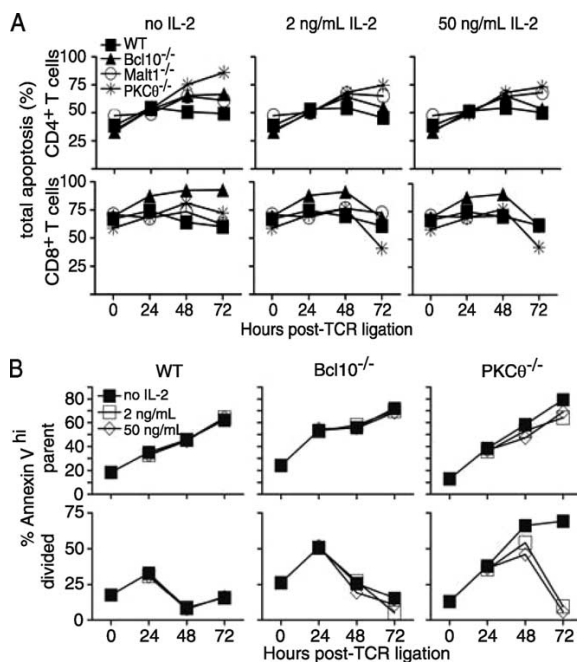 A
no IL-2
2 ng/mL IL-2
50 ng/mL IL-2
total apoptosis (%)
CD4+ T cells
CD8+ T cells
100
75
50
25
WT
Bcl10-/-
Malt1-/-
PKCθ-/-
100
75
50
25
0 24 48 72
0 24 48 72
0 24 48 72
Hours post-TCR ligation
B
WT
Bcl10-/-
PKCθ-/-
% Annexin V hi
parent
divided
80
60
40
20
0
no IL-2
2 ng/mL
50 ng/mL
75
50
25
0
0 24 48 72
0 24 48 72
0 24 48 72
Hours post-TCR ligation